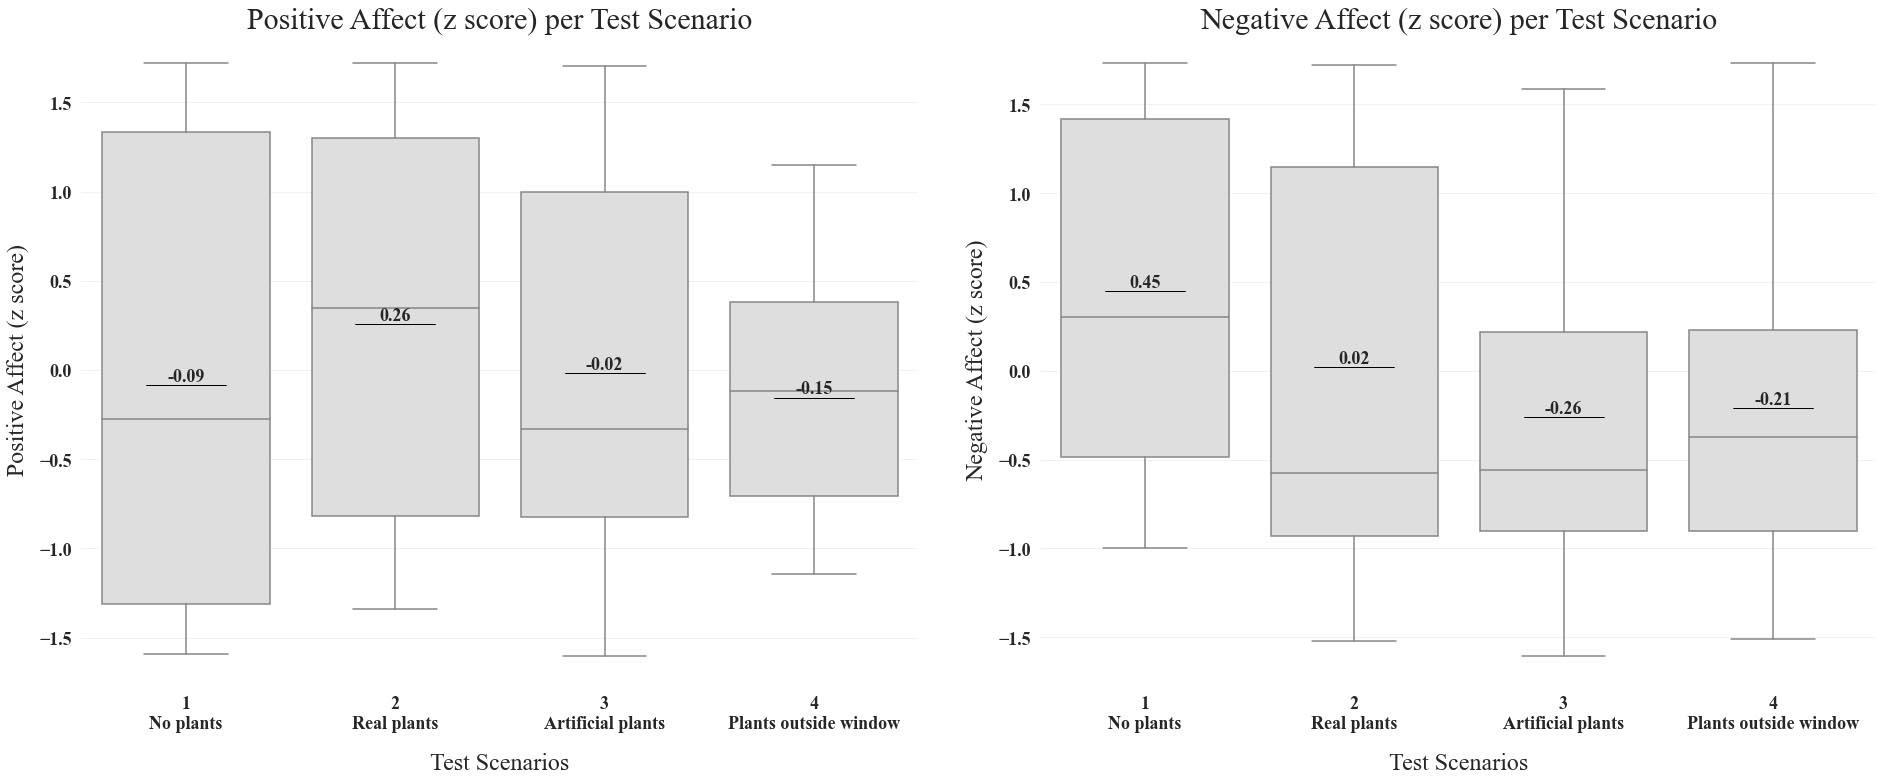 Positive Affect (z score) per Test Scenario
Positive Affect (z score)
1.5
1.0
0.5
0.0
−0.5
−1.0
−1.5
-0.09
0.26
-0.02
-0.15
1
No plants
2
Real plants
3
Artificial plants
4
Plants outside window
Test Scenarios
Negative Affect (z score) per Test Scenario
Negative Affect (z score)
1.5
1.0
0.5
0.0
−0.5
−1.0
−1.5
0.45
0.02
-0.26
-0.21
1
No plants
2
Real plants
3
Artificial plants
4
Plants outside window
Test Scenarios